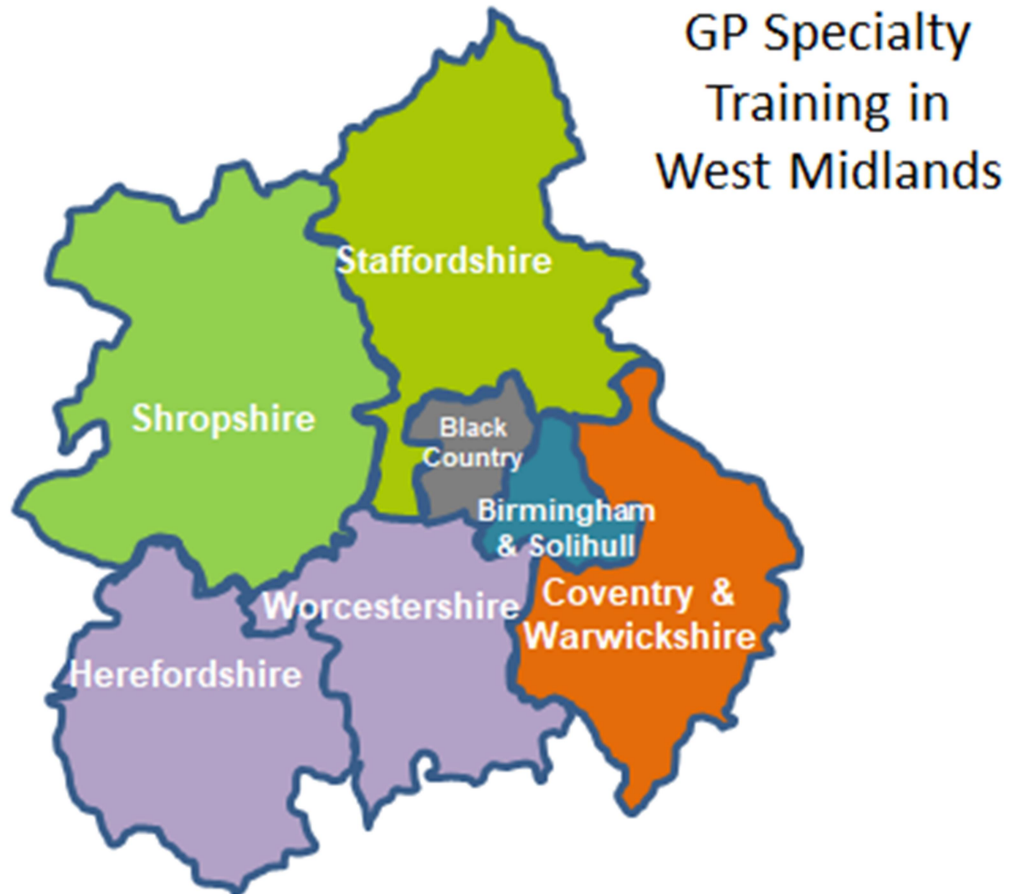 GP Specialty
Training in
West Midlands
Staffordshire
Shropshire
Black
Country
Birmingham
& Solihull
Coventry &
Warwickshire
Worcestershire
Herefordshire